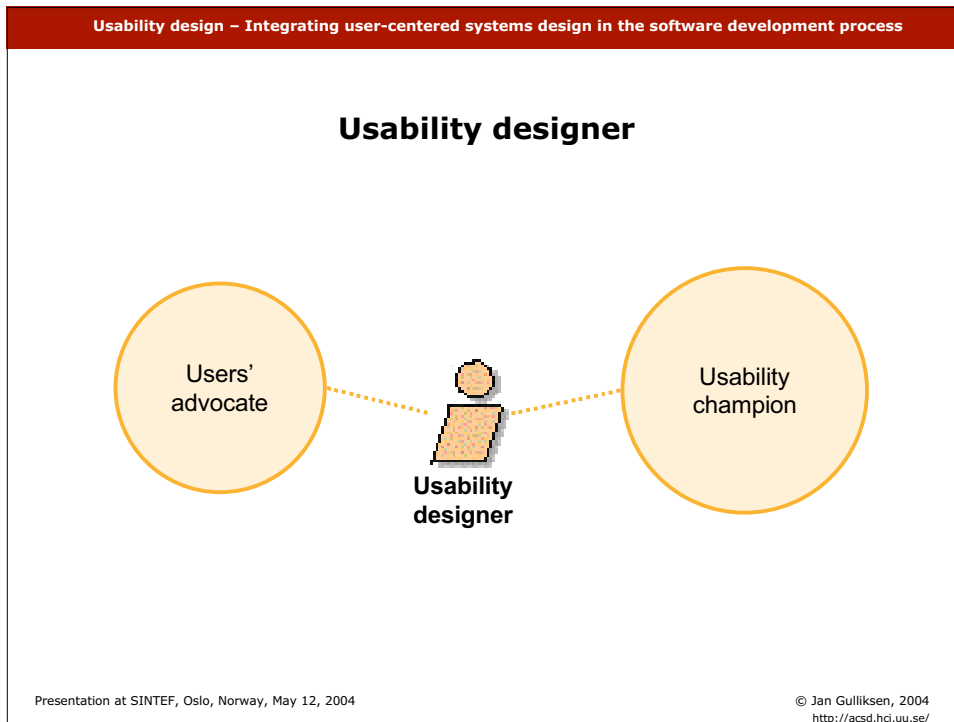 Usability design – Integrating user-centered systems design in the software development process
Usability designer
Users’
advocate
Usability
champion
Usability
designer
Presentation at SINTEF, Oslo, Norway, May 12, 2004
© Jan Gulliksen, 2004
http://acsd.hci.uu.se/